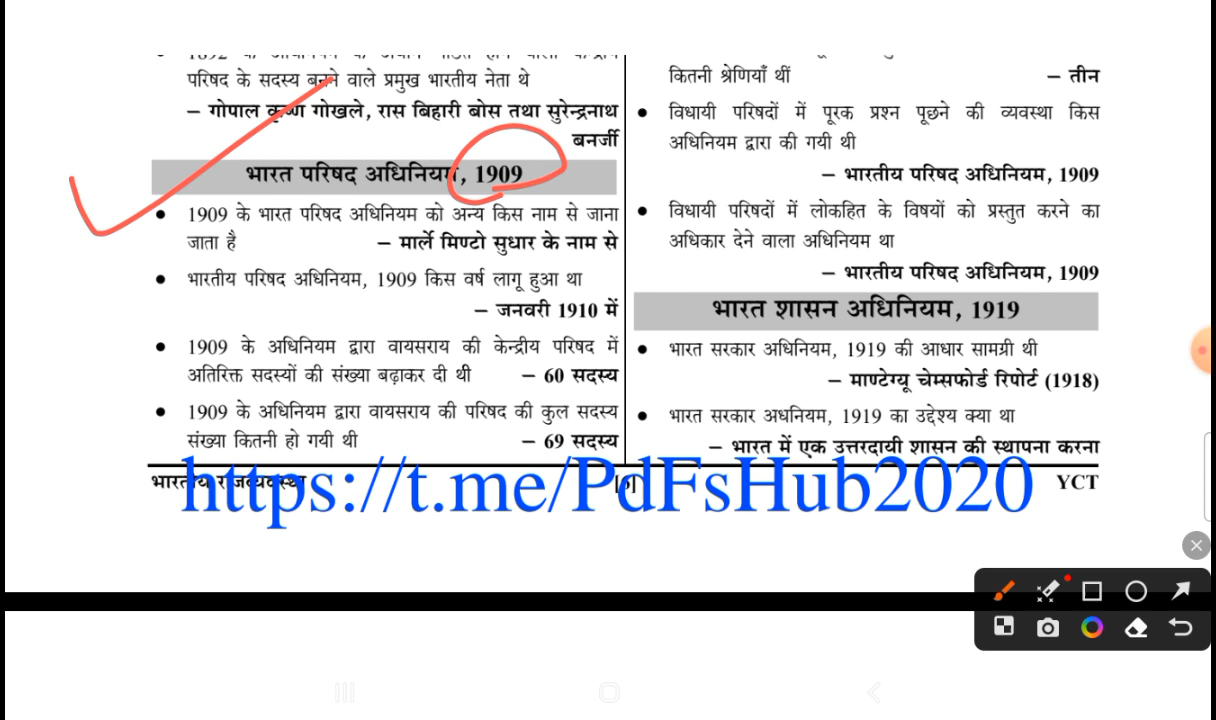 परिषद के सदस्य बनने वाले प्रमुख भारतीय नेता थे
– गोपाल कृष्ण गोखले, रास बिहारी बोस तथा सुरेन्द्रनाथ
बनर्जी
भारत परिषद अधिनियम, 1909
● 1909 के भारत परिषद अधिनियम को अन्य किस नाम से जाना
जाता है – मार्ले मिण्टो सुधार के नाम से
● भारतीय परिषद अधिनियम, 1909 किस वर्ष लागू हुआ था
– जनवरी 1910 में
● 1909 के अधिनियम द्वारा वायसराय की केन्द्रीय परिषद में
अतिरिक्त सदस्यों की संख्या बढ़ाकर दी थी – 60 सदस्य
● 1909 के अधिनियम द्वारा वायसराय की परिषद की कुल सदस्य
संख्या कितनी हो गयी थी – 69 सदस्य
कितनी श्रेणियाँ थीं – तीन
● विधायी परिषदों में पूरक प्रश्न पूछने की व्यवस्था किस
अधिनियम द्वारा की गयी थी
– भारतीय परिषद अधिनियम, 1909
● विधायी परिषदों में लोकहित के विषयों को प्रस्तुत करने का
अधिकार देने वाला अधिनियम था
– भारतीय परिषद अधिनियम, 1909
भारत शासन अधिनियम, 1919
● भारत सरकार अधिनियम, 1919 की आधार सामग्री थी
– माण्टेग्यू चेम्सफोर्ड रिपोर्ट (1918)
● भारत सरकार अधनियम, 1919 का उद्देश्य क्या था
– भारत में एक उत्तरदायी शासन की स्थापना करना
भारतीय राजव्यवस्था YCT
https://t.me/PdFsHub2020